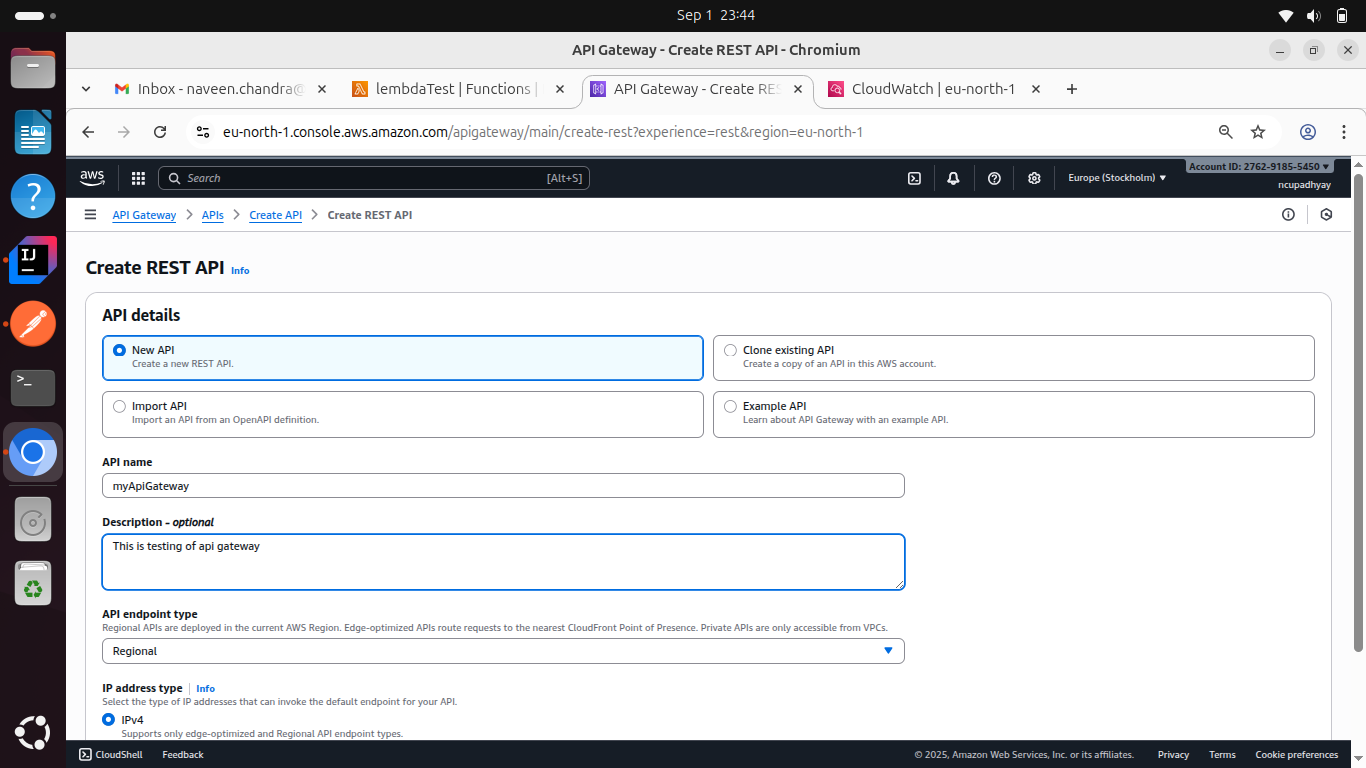 Sep 1 23:44
API Gateway - Create REST API - Chromium
Inbox - naveen.chandra@
lembdaTest | Functions |
API Gateway - Create RES
CloudWatch | eu-north-1
eu-north-1.console.aws.amazon.com/apigateway/main/create-rest?experience=rest&region=eu-north-1
aws
Search
[Alt+S]
Europe (Stockholm)
Account ID: 2762-9185-5450
ncupadhyay
API Gateway
APIs
Create API
Create REST API
Create REST API Info
API details
New API
Create a new REST API.
Clone existing API
Create a copy of an API in this AWS account.
Import API
Import an API from an OpenAPI definition.
Example API
Learn about API Gateway with an example API.
API name
myApiGateway
Description - optional
This is testing of api gateway
API endpoint type
Regional APIs are deployed in the current AWS Region. Edge-optimized APIs route requests to the nearest CloudFront Point of Presence. Private APIs are only accessible from VPCs.
Regional
IP address type Info
Select the type of IP addresses that can invoke the default endpoint for your API.
IPv4
Supports only edge-optimized and Regional API endpoint types.
CloudShell
Feedback
© 2025, Amazon Web Services, Inc. or its affiliates.
Privacy
Terms
Cookie preferences
IJ